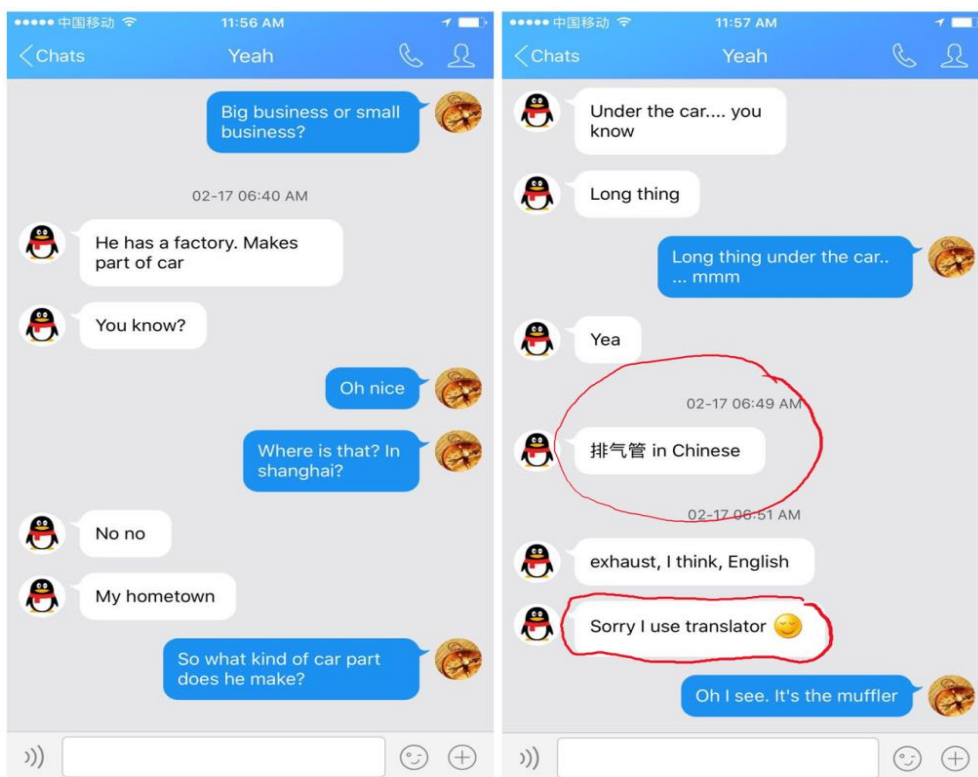 中国移动 11:56 AM
Chats Yeah
Big business or small
business?
02-17 06:40 AM
He has a factory. Makes
part of car
You know?
Oh nice
Where is that? In
shanghai?
No no
My hometown
So what kind of car part
does he make?
中国移动 11:57 AM
Chats Yeah
Under the car.... you
know
Long thing
Long thing under the car..
... mmm
Yea
02-17 06:49 AM
排气管 in Chinese
02-17 06:51 AM
exhaust, I think, English
Sorry I use translator
Oh I see. It's the muffler